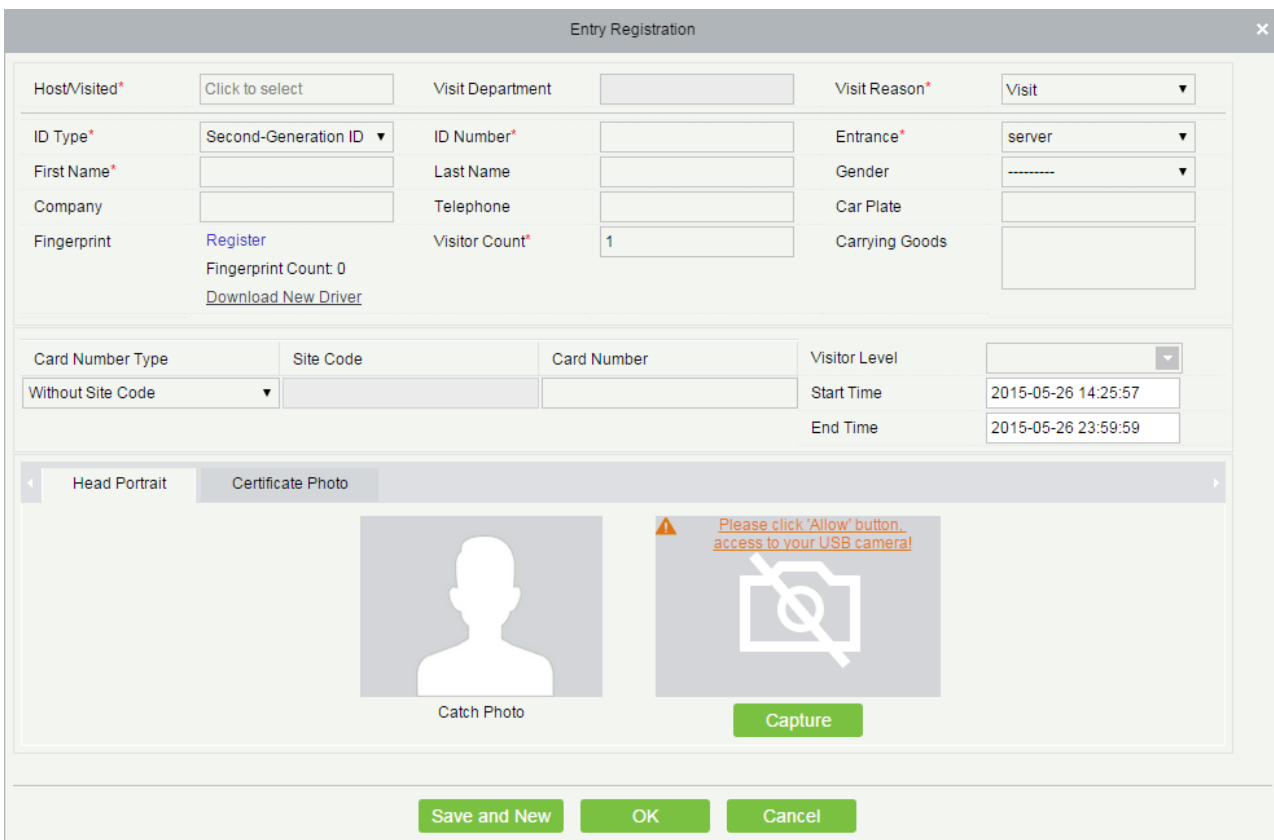 Entry Registration
×
Host/Visited* Click to select Visit Department Visit Reason* Visit
ID Type* Second-Generation ID ID Number* Entrance* server
First Name* Last Name Gender ---------
Company Telephone Car Plate
Fingerprint Register Visitor Count* 1 Carrying Goods
Fingerprint Count: 0
Download New Driver
Card Number Type Site Code Card Number Visitor Level
Without Site Code Start Time 2015-05-26 14:25:57
End Time 2015-05-26 23:59:59
Head Portrait Certificate Photo
Please click 'Allow' button,
access to your USB camera!
Catch Photo
Capture
Save and New OK Cancel